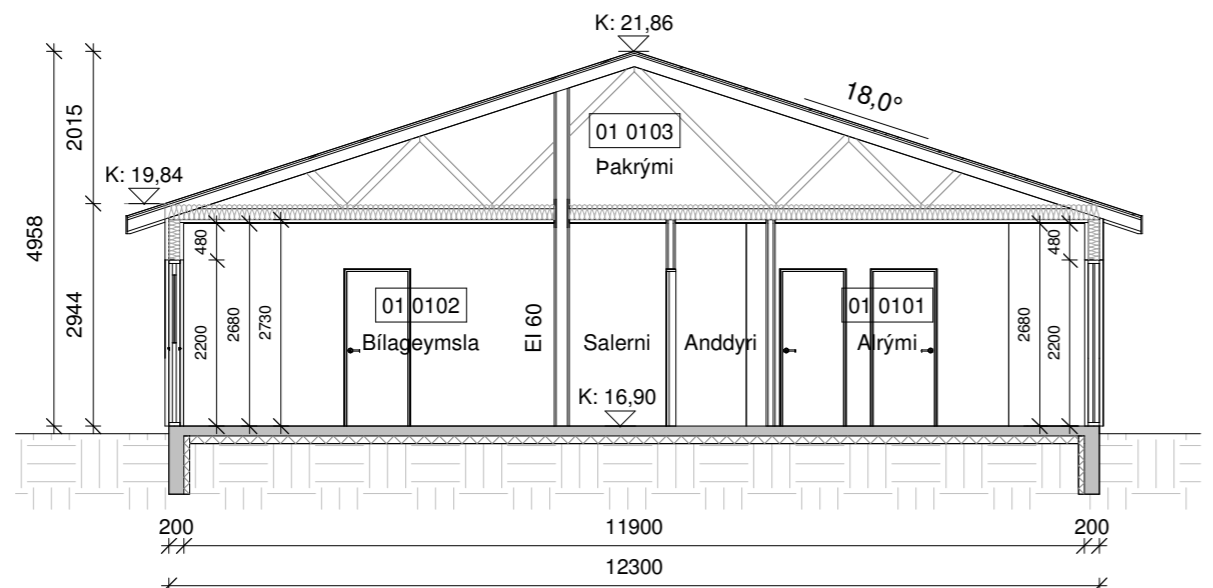 K: 21,86
18,0°
01 0103
Þakrými
2015
K: 19,84
4958
480
480
2944
2200
2680
2730
01 0102
Bílageymsla
EI 60
Salerni
Anddyri
01 0101
Alrými
2680
2200
K: 16,90
200
11900
200
12300